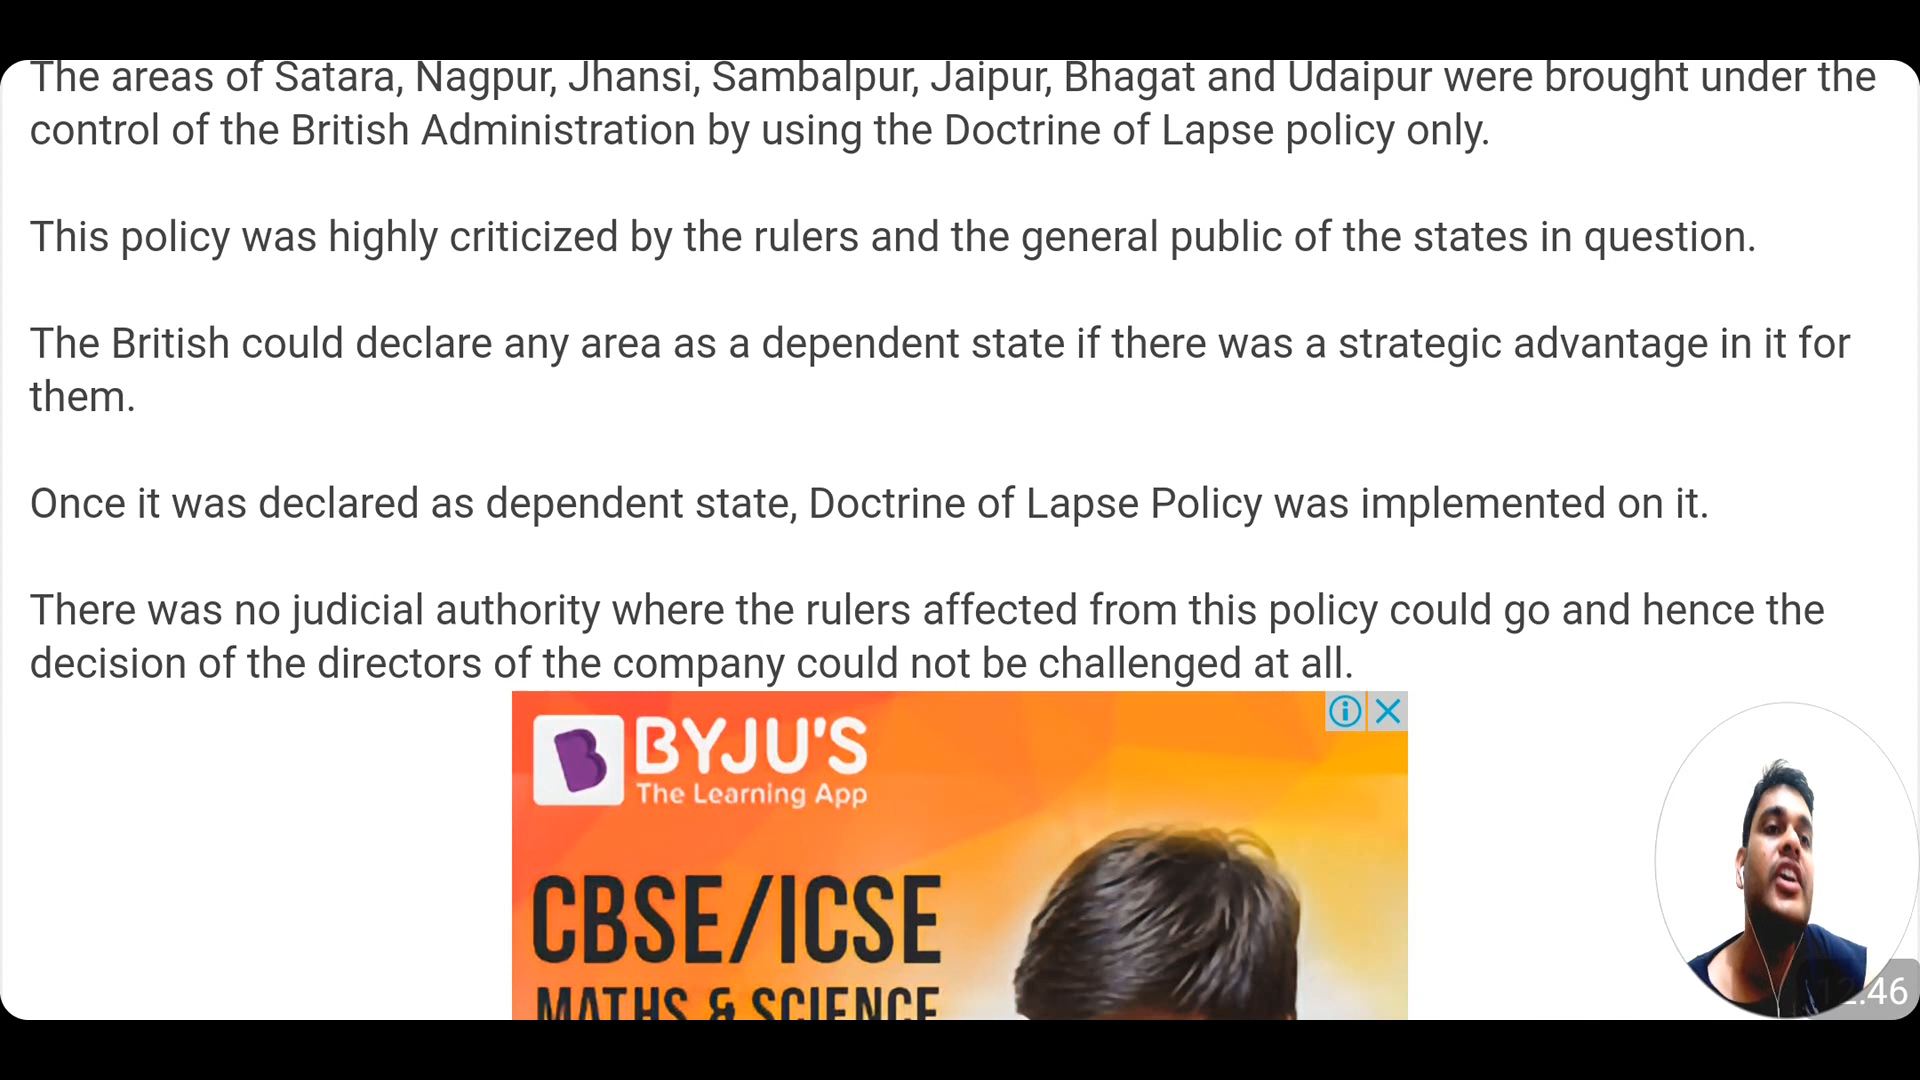 The areas of Satara, Nagpur, Jhansi, Sambalpur, Jaipur, Bhagat and Udaipur were brought under the
control of the British Administration by using the Doctrine of Lapse policy only.
This policy was highly criticized by the rulers and the general public of the states in question.
The British could declare any area as a dependent state if there was a strategic advantage in it for
them.
Once it was declared as dependent state, Doctrine of Lapse Policy was implemented on it.
There was no judicial authority where the rulers affected from this policy could go and hence the
decision of the directors of the company could not be challenged at all.
BYJU'S
The Learning App
CBSE/ICSE
MATHS & SCIENCE